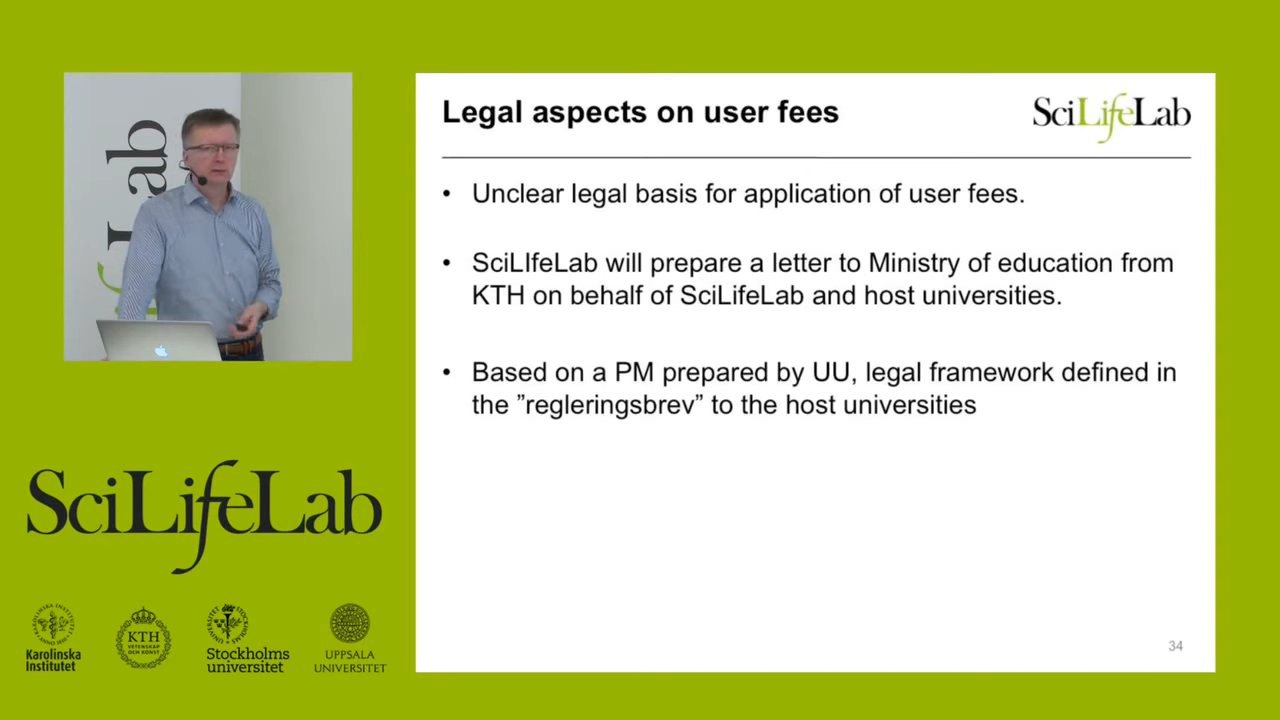 Lab
Legal aspects on user fees
SciLifeLab
• Unclear legal basis for application of user fees.
• SciLIfeLab will prepare a letter to Ministry of education from
KTH on behalf of SciLifeLab and host universities.
• Based on a PM prepared by UU, legal framework defined in
the ”regleringsbrev” to the host universities
34
SciLifeLab
Karolinska
Institutet
KTH
VETENSKAP
OCH KONST
Stockholms
universitet
UPPSALA
UNIVERSITET